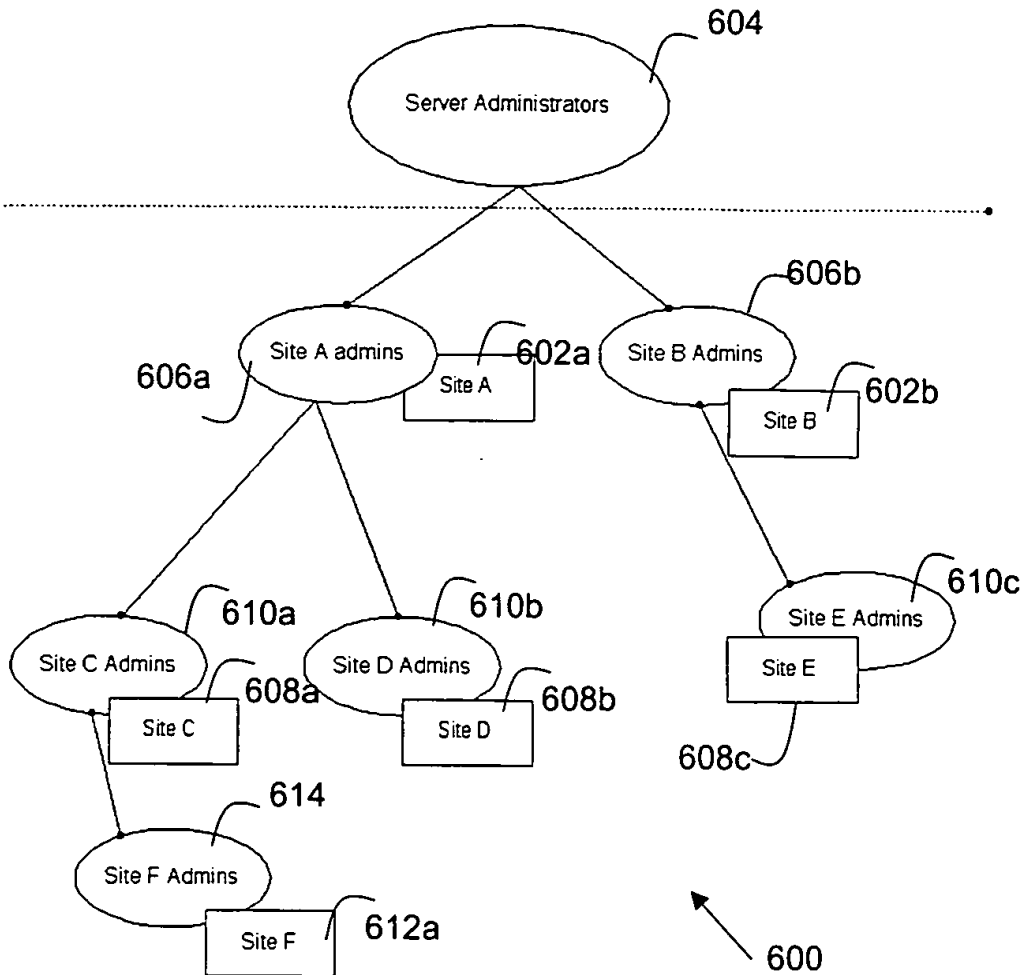 604
Server Administrators
606b
Site A admins
602a
Site B Admins
606a
Site A
602b
Site B
610a
610b
610c
Site E Admins
Site C Admins
Site D Admins
Site E
608a
608b
Site C
Site D
608c
614
Site F Admins
612a
Site F
600